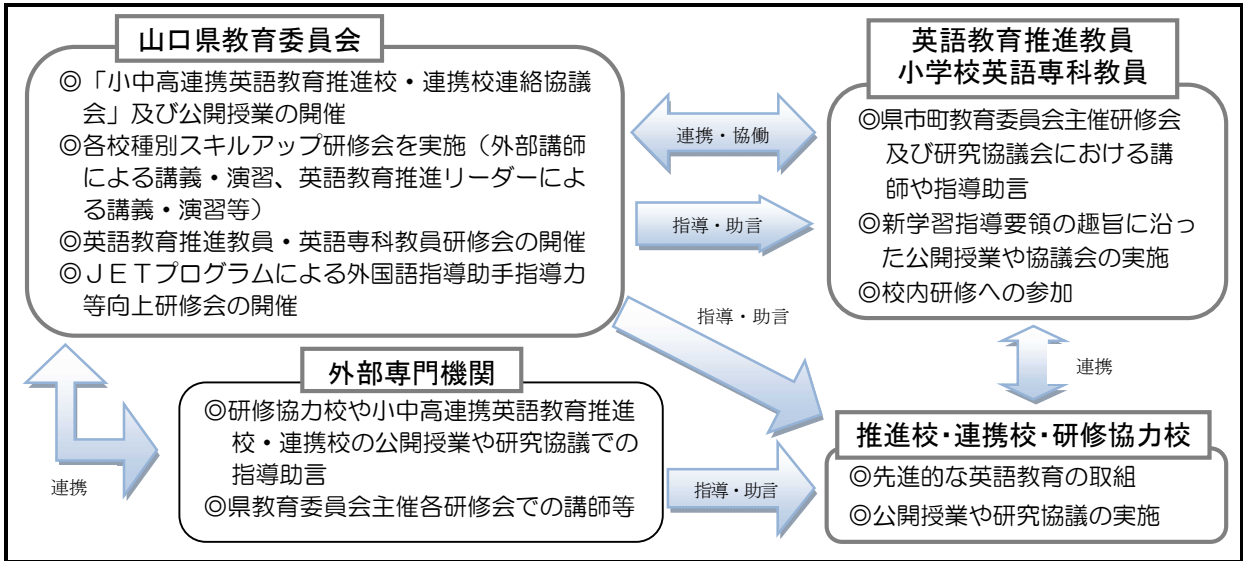 山口県教育委員会
◎「小中高連携英語教育推進校・連携校連絡協議
会」及び公開授業の開催
◎各校種別スキルアップ研修会を実施（外部講師
による講義・演習、英語教育推進リーダーによ
る講義・演習等）
◎英語教育推進教員・英語専科教員研修会の開催
◎ＪＥＴプログラムによる外国語指導助手指導力
等向上研修会の開催
連携・協働
指導・助言
英語教育推進教員
小学校英語専科教員
◎県市町教育委員会主催研修会
及び研究協議会における講
師や指導助言
◎新学習指導要領の趣旨に沿っ
た公開授業や協議会の実施
◎校内研修への参加
指導・助言
連携
外部専門機関
◎研修協力校や小中高連携英語教育推進
校・連携校の公開授業や研究協議での
指導助言
◎県教育委員会主催各研修会での講師等
連携
指導・助言
推進校・連携校・研修協力校
◎先進的な英語教育の取組
◎公開授業や研究協議の実施